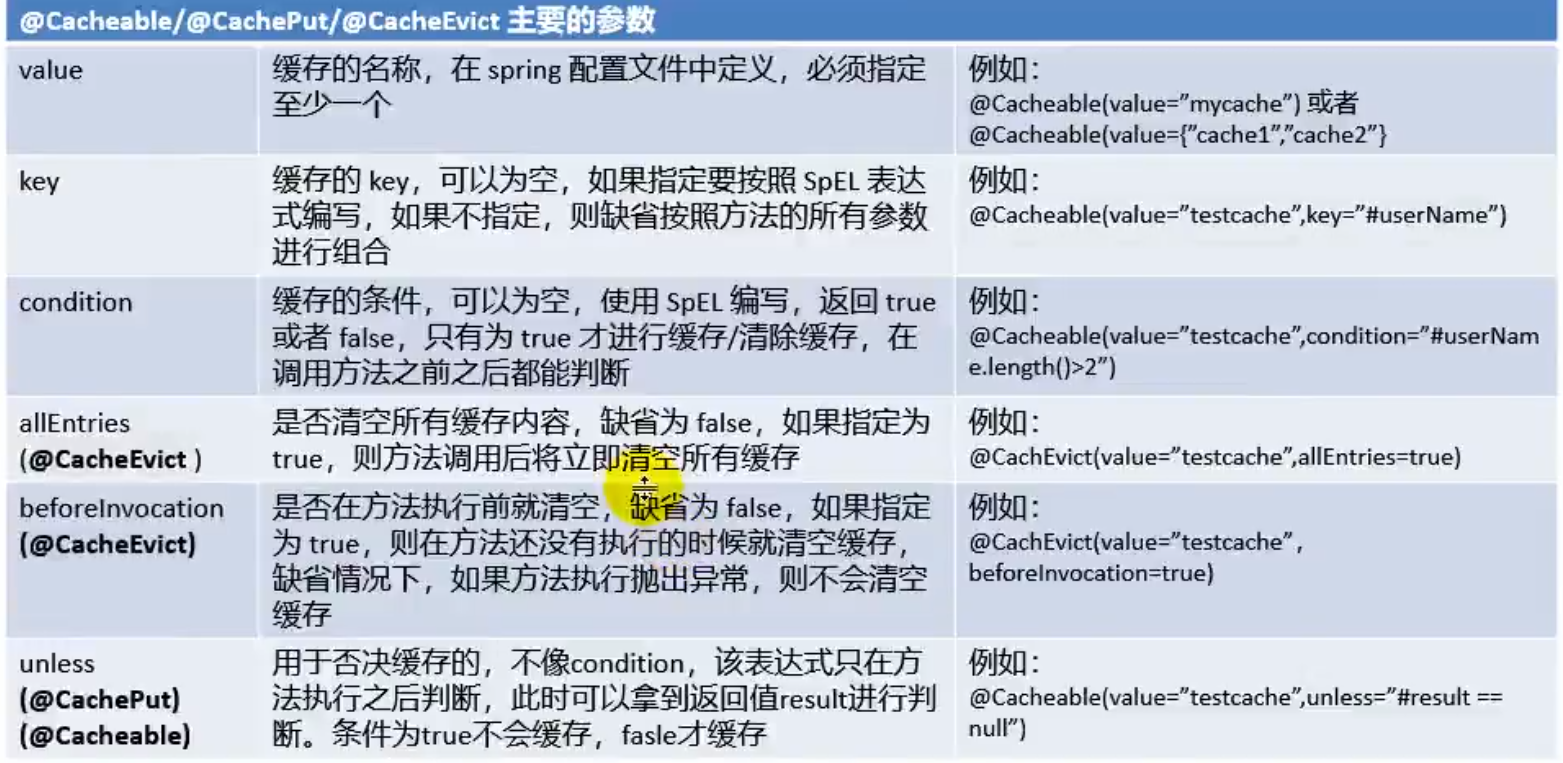 @Cacheable/@CachePut/@CacheEvict 主要的参数
value
缓存的名称，在 spring 配置文件中定义，必须指定
至少一个
例如：
@Cacheable(value=”mycache”) 或者
@Cacheable(value={”cache1”,”cache2”}
key
缓存的 key，可以为空，如果指定要按照 SpEL 表达
式编写，如果不指定，则缺省按照方法的所有参数
进行组合
例如：
@Cacheable(value=”testcache”,key=”#userName”)
condition
缓存的条件，可以为空，使用 SpEL 编写，返回 true
或者 false，只有为 true 才进行缓存/清除缓存，在
调用方法之前之后都能判断
例如：
@Cacheable(value=”testcache”,condition=”#userNam
e.length()>2”)
allEntries
(@CacheEvict )
是否清空所有缓存内容，缺省为 false，如果指定为
true，则方法调用后将立即清空所有缓存
例如：
@CachEvict(value=”testcache”,allEntries=true)
beforeInvocation
(@CacheEvict)
是否在方法执行前就清空，缺省为 false，如果指定
为 true，则在方法还没有执行的时候就清空缓存，
缺省情况下，如果方法执行抛出异常，则不会清空
缓存
例如：
@CachEvict(value=”testcache”，
beforeInvocation=true)
unless
(@CachePut)
(@Cacheable)
用于否决缓存的，不像condition，该表达式只在方
法执行之后判断，此时可以拿到返回值result进行判
断。条件为true不会缓存，fasle才缓存
例如：
@Cacheable(value=”testcache”,unless=”#result ==
null”)